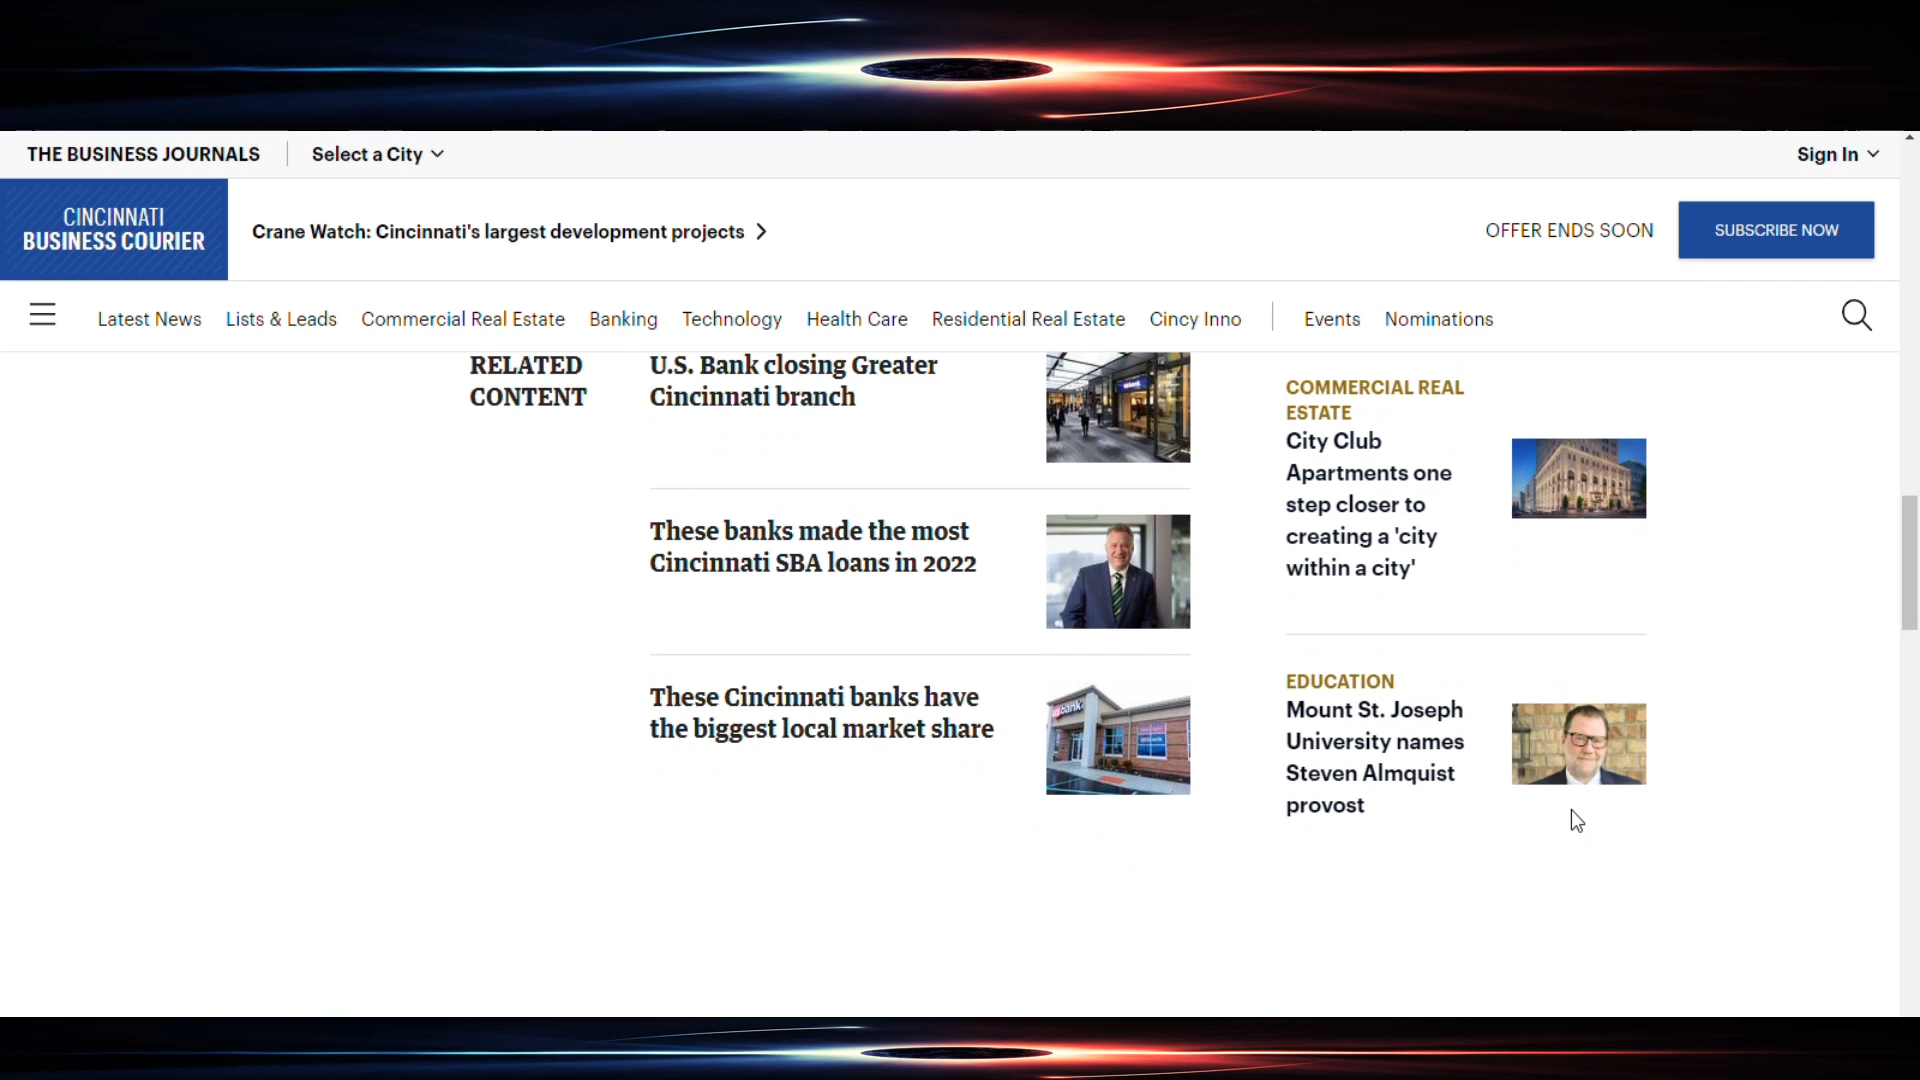 THE BUSINESS JOURNALS
Select a City
Sign In
CINCINNATI
BUSINESS COURIER
Crane Watch: Cincinnati's largest development projects
OFFER ENDS SOON
SUBSCRIBE NOW
Latest News
Lists & Leads
Commercial Real Estate
Banking
Technology
Health Care
Residential Real Estate
Cincy Inno
Events
Nominations
RELATED
CONTENT
U.S. Bank closing Greater
Cincinnati branch
These banks made the most
Cincinnati SBA loans in 2022
These Cincinnati banks have
the biggest local market share
COMMERCIAL REAL
ESTATE
City Club
Apartments one
step closer to
creating a 'city
within a city'
EDUCATION
Mount St. Joseph
University names
Steven Almquist
provost